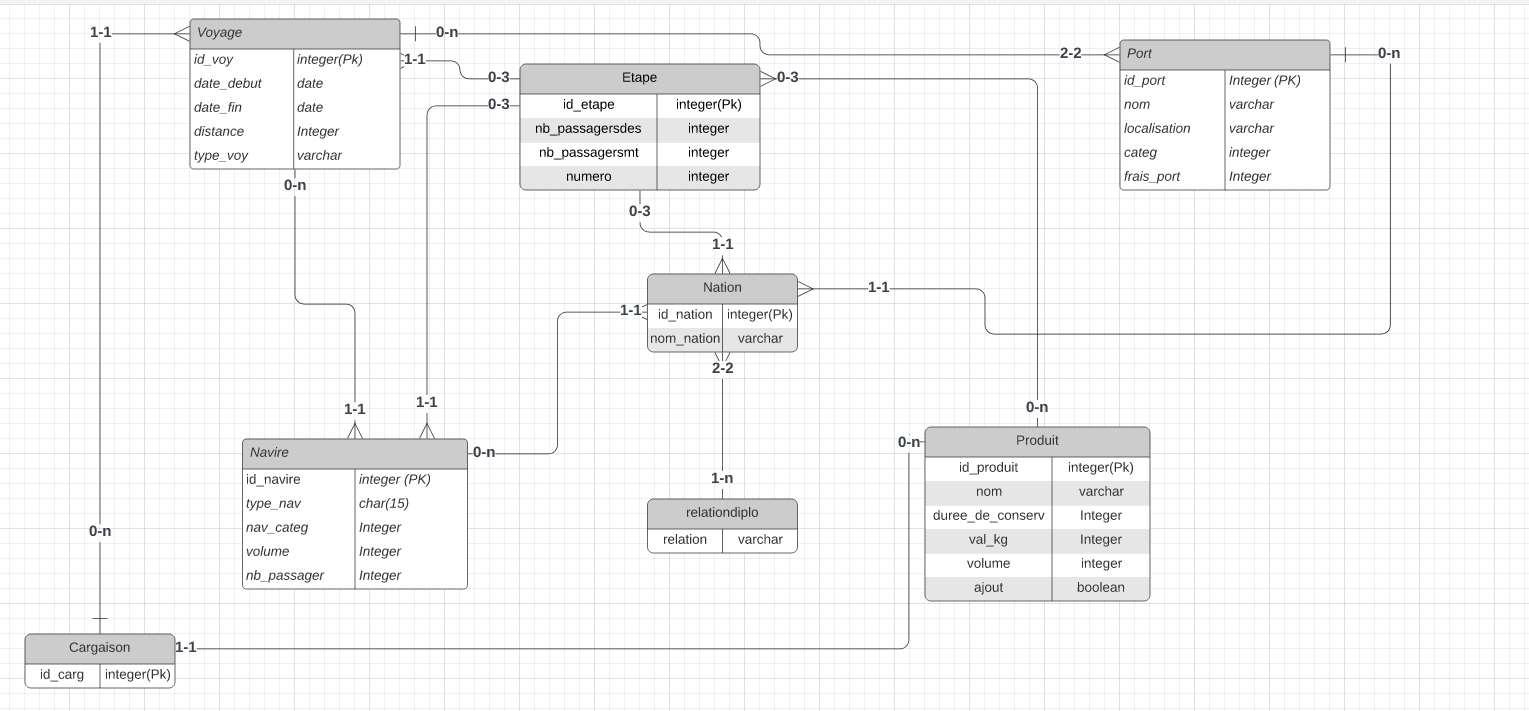 1-1
Voyage
0-n
2-2
Port
0-n
id_voy integer(Pk)
date_debut date
date_fin date
distance Integer
type_voy varchar
1-1
0-3
0-3
Etape
0-3
id_etape integer(Pk)
nb_passagersdes integer
nb_passagersmt integer
numero integer
id_port Integer (PK)
nom varchar
localisation varchar
categ integer
frais_port Integer
0-n
0-3
1-1
Nation
1-1
1-1
id_nation integer(Pk)
nom_nation varchar
2-2
1-1
1-1
0-n
Navire
0-n
id_navire integer (PK)
type_nav char(15)
nav_categ Integer
volume Integer
nb_passager Integer
1-n
relationdiplo
relation varchar
0-n
Produit
id_produit integer(Pk)
nom varchar
duree_de_conserv Integer
val_kg Integer
volume integer
ajout boolean
0-n
Cargaison
1-1
id_carg integer(Pk)